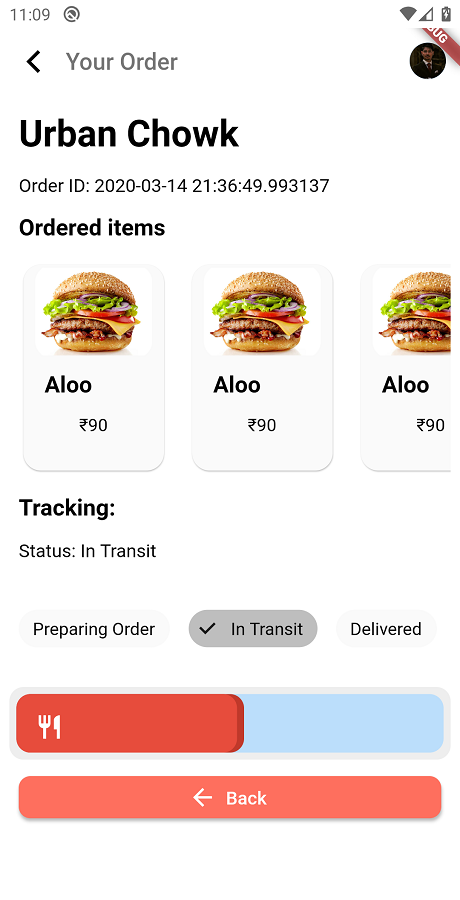 11:09
Your Order
Urban Chowk
Order ID: 2020-03-14 21:36:49.993137
Ordered items
Aloo
Aloo
Aloo
₹90
₹90
₹90
Tracking:
Status: In Transit
Preparing Order
In Transit
Delivered
Back